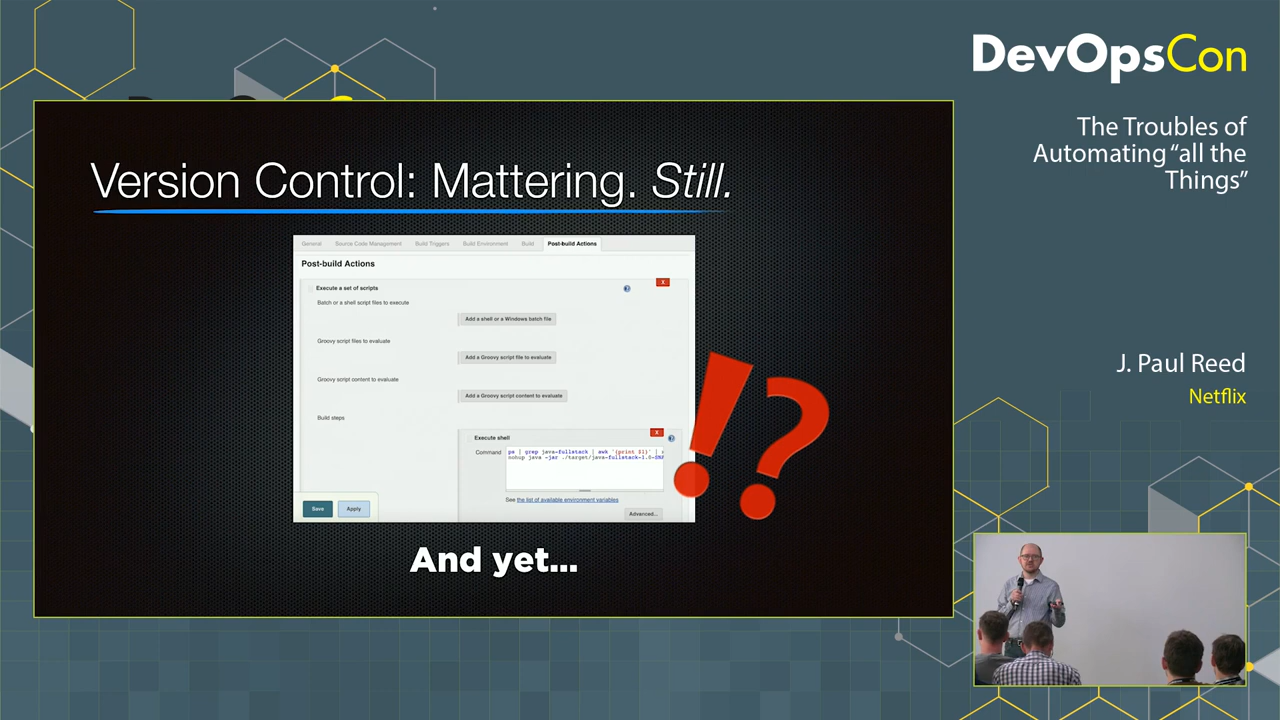 DevOpsCon
The Troubles of
Automating “all the
Things”
J. Paul Reed
Netflix
Version Control: Mattering. Still.
General Source Code Management Build Triggers Build Environment Build Post-build Actions
Post-build Actions
X
Execute a set of scripts
Batch or a shell script files to execute
Add a shell or a Windows batch file
Groovy script files to evaluate
Add a Groovy script file to evaluate
Groovy script content to evaluate
Add a Groovy script content to evaluate
Build steps
X
Execute shell
Command
ps | grep java-fullstack | awk '{print $1}' |
nohup java -jar ./target/java-fullstack-1.0-SNA
See the list of available environment variables
Advanced...
Save Apply
!?
And yet...